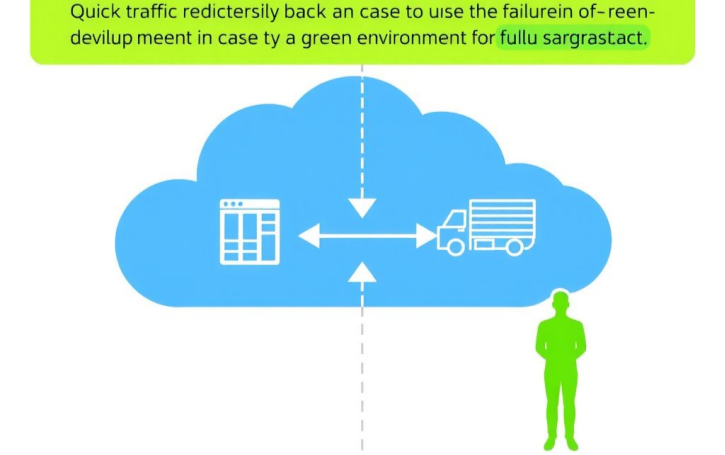 Quick traffic redictersily back an case to uise the failurein of–reen-
devilup meent in case ty a green environment for fullu sargrastact.